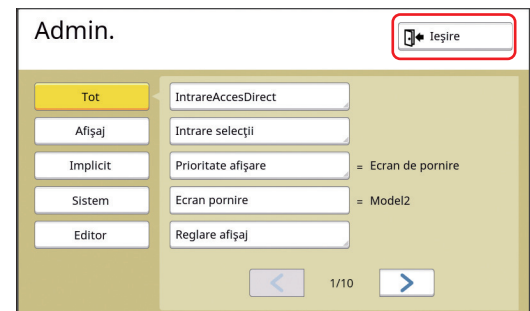 Admin.
Ieşire
Tot
IntrareAccesDirect
Afişaj
Intrare selecţii
Implicit
Prioritate afişare
= Ecran de pornire
Sistem
Ecran pornire
= Model2
Editor
Reglare afişaj
1/10